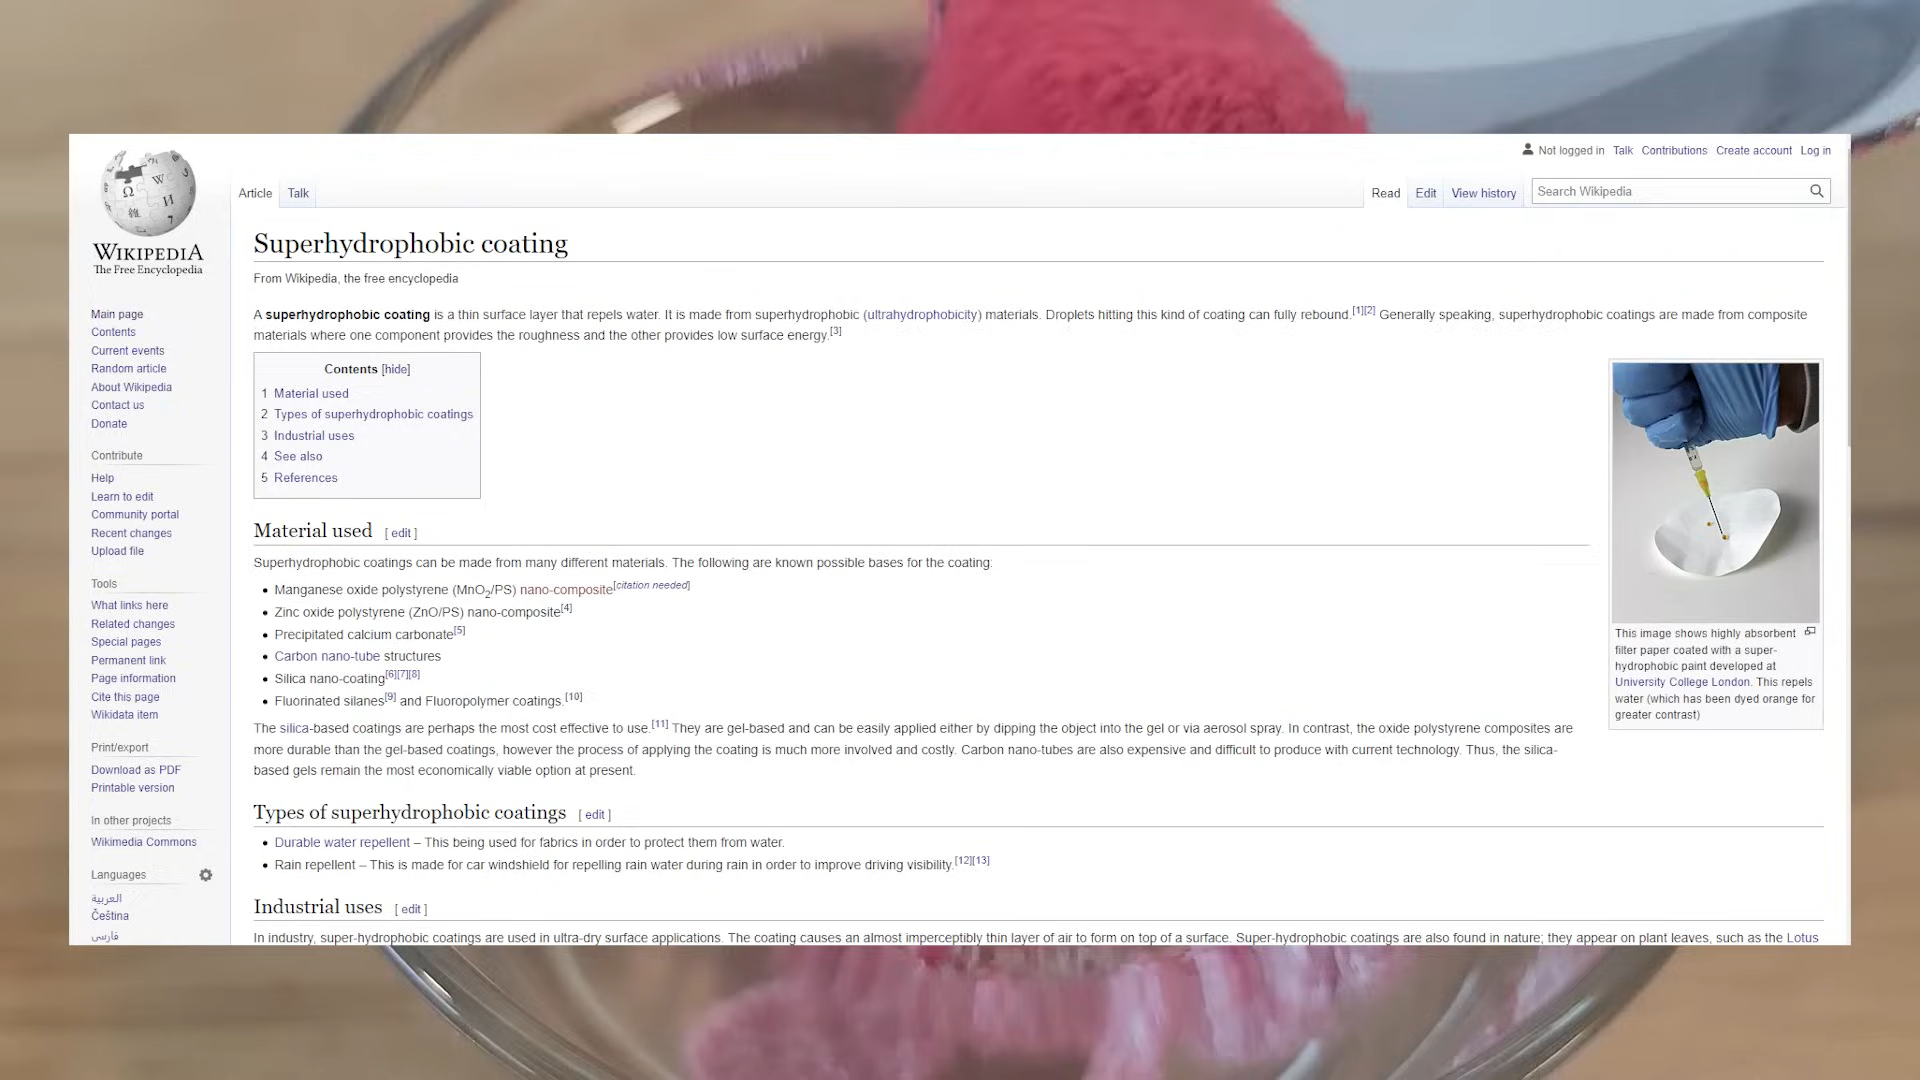 Not logged in Talk Contributions Create account Log in
Article Talk Read Edit View history Search Wikipedia
WIKIPEDIA
The Free Encyclopedia
Main page
Contents
Current events
Random article
About Wikipedia
Contact us
Donate
Contribute
Help
Learn to edit
Community portal
Recent changes
Upload file
Tools
What links here
Related changes
Special pages
Permanent link
Page information
Cite this page
Wikidata item
Print/export
Download as PDF
Printable version
In other projects
Wikimedia Commons
Languages
العربية
Čeština
فارسی
Superhydrophobic coating
From Wikipedia, the free encyclopedia
A superhydrophobic coating is a thin surface layer that repels water. It is made from superhydrophobic (ultrahydrophobicity) materials. Droplets hitting this kind of coating can fully rebound.[1][2] Generally speaking, superhydrophobic coatings are made from composite
materials where one component provides the roughness and the other provides low surface energy.[3]
Contents [hide]
1 Material used
2 Types of superhydrophobic coatings
3 Industrial uses
4 See also
5 References
Material used [ edit ]
Superhydrophobic coatings can be made from many different materials. The following are known possible bases for the coating:
• Manganese oxide polystyrene (MnO2/PS) nano-composite[citation needed]
• Zinc oxide polystyrene (ZnO/PS) nano-composite[4]
• Precipitated calcium carbonate[5]
• Carbon nano-tube structures
• Silica nano-coating[6][7][8]
• Fluorinated silanes[9] and Fluoropolymer coatings.[10]
The silica-based coatings are perhaps the most cost effective to use.[11] They are gel-based and can be easily applied either by dipping the object into the gel or via aerosol spray. In contrast, the oxide polystyrene composites are
more durable than the gel-based coatings, however the process of applying the coating is much more involved and costly. Carbon nano-tubes are also expensive and difficult to produce with current technology. Thus, the silica-
based gels remain the most economically viable option at present.
This image shows highly absorbent
filter paper coated with a super-
hydrophobic paint developed at
University College London. This repels
water (which has been dyed orange for
greater contrast)
Types of superhydrophobic coatings [ edit ]
• Durable water repellent – This being used for fabrics in order to protect them from water.
• Rain repellent – This is made for car windshield for repelling rain water during rain in order to improve driving visibility.[12][13]
Industrial uses [ edit ]
In industry, super-hydrophobic coatings are used in ultra-dry surface applications. The coating causes an almost imperceptibly thin layer of air to form on top of a surface. Super-hydrophobic coatings are also found in nature; they appear on plant leaves, such as the Lotus